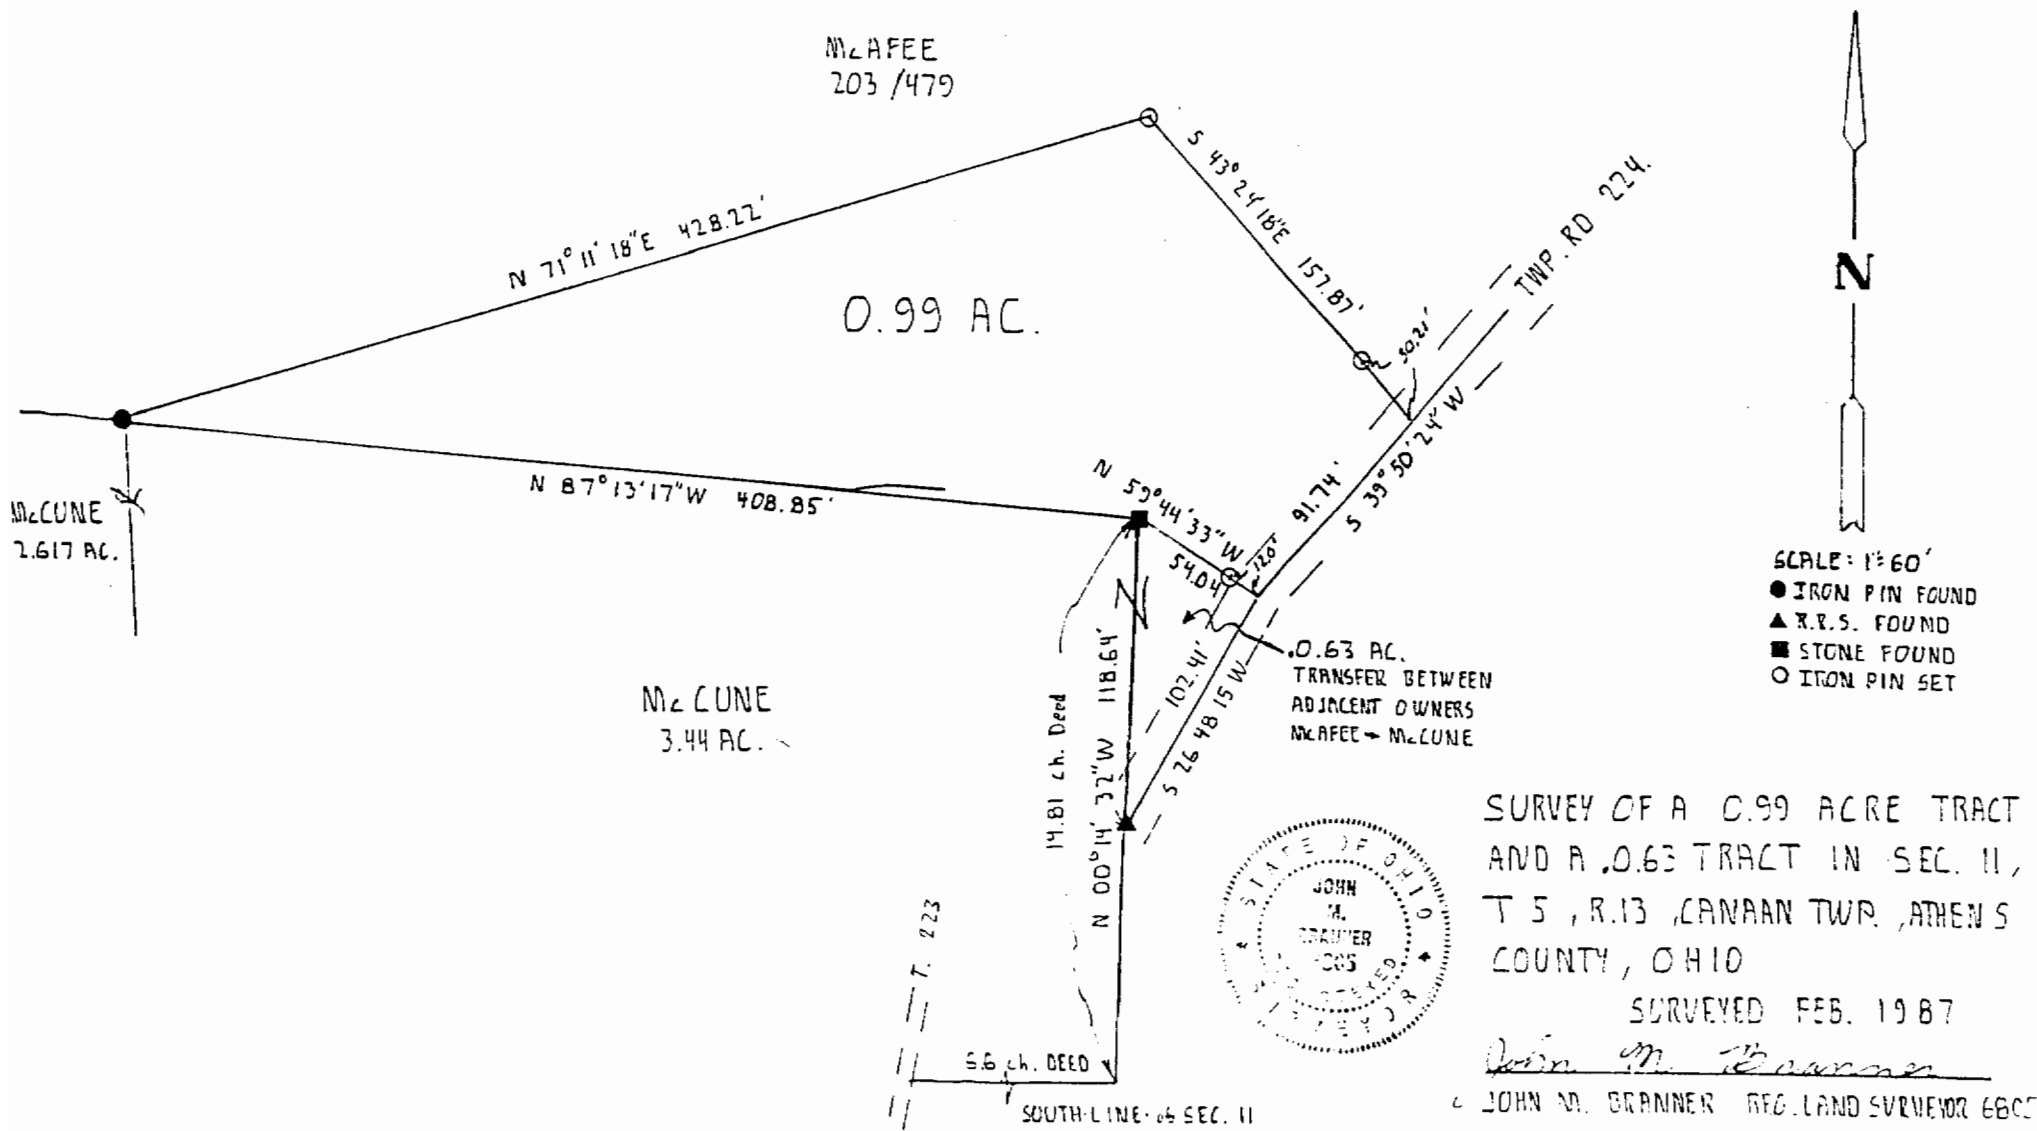 McAFEE
203/479
N 71° 11' 18"E 428.22'
S 43° 24' 18"E 157.87'
30.21'
TWP. RD 224.
0.99 AC.
N
N 87° 13' 17"W 408.85'
N 59° 44' 33" W
54.04
12.0'
91.74'
S 39° 50' 24" W
McCUNE
2.617 AC.
SCALE: 1"=60'
IRON PIN FOUND
R.R.S. FOUND
STONE FOUND
IRON PIN SET
.0.63 AC.
TRANSFER BETWEEN
ADJACENT OWNERS
McAFEE → McCUNE
102.41'
S 26 48 15 W
McCUNE
3.44 AC.
14.81 ch. Deed
N 00° 14' 32"W 118.64'
SURVEY OF A 0.99 ACRE TRACT
AND A .0.63 TRACT IN SEC. 11,
T 5, R.13, CANAAN TWP., ATHENS
COUNTY, OHIO
SURVEYED FEB. 1987
John M. Branner
JOHN M. BRANNER REG. LAND SURVEYOR
STATE OF OHIO
JOHN
M.
BRANNER
SURVEYOR
T. 223
5.6 ch. DEED
SOUTH LINE of SEC. 11